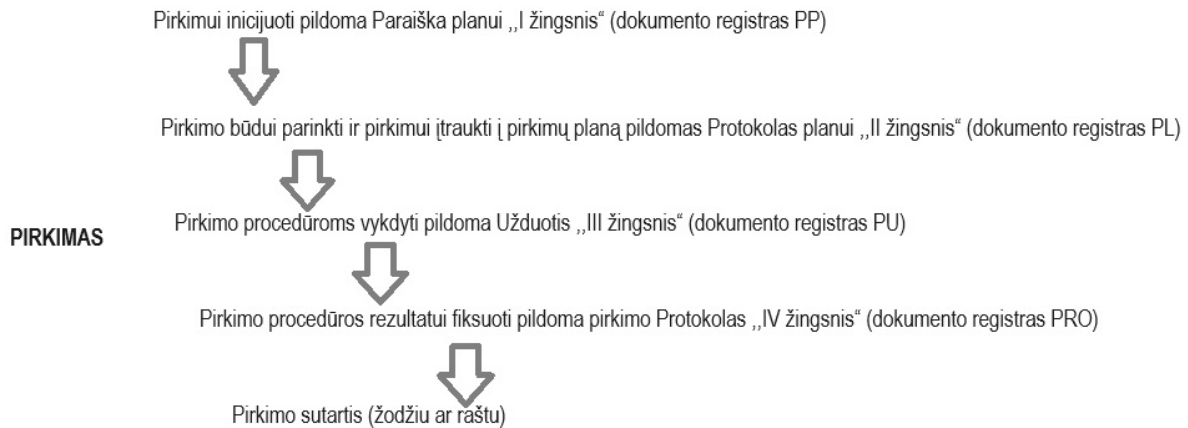 Pirkimui inicijuoti pildoma Paraiška planui ,,I žingsnis“ (dokumento registras PP)
Pirkimo būdui parinkti ir pirkimui įtraukti į pirkimų planą pildomas Protokolas planui ,,II žingsnis“ (dokumento registras PL)
Pirkimo procedūroms vykdyti pildoma Užduotis ,,III žingsnis“ (dokumento registras PU)
PIRKIMAS
Pirkimo procedūros rezultatui fiksuoti pildoma pirkimo Protokolas ,,IV žingsnis“ (dokumento registras PRO)
Pirkimo sutartis (žodžiu ar raštu)